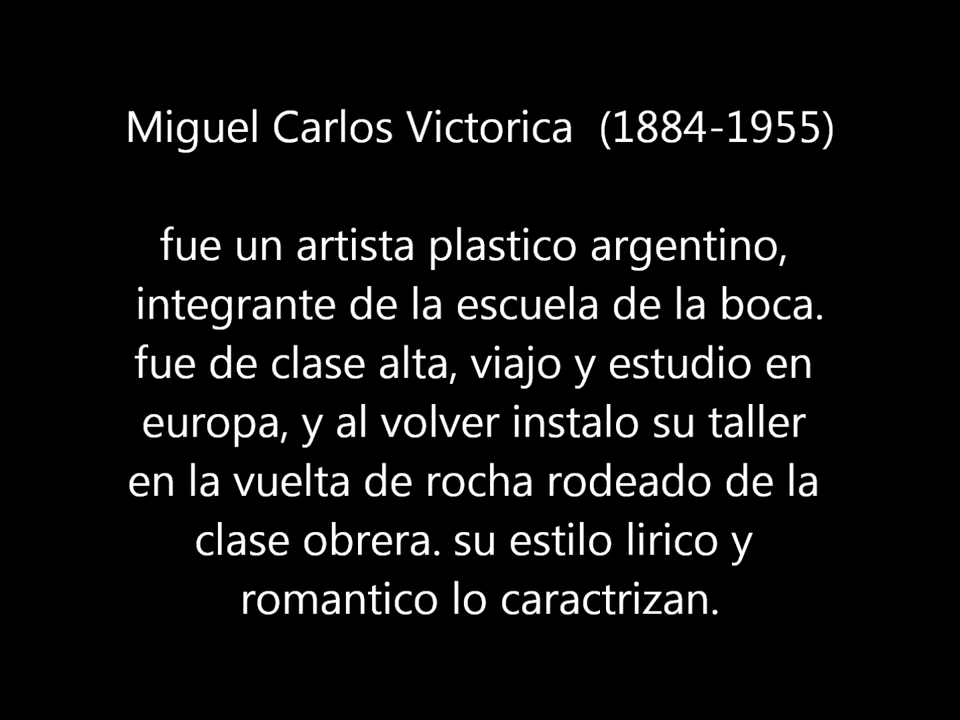 Miguel Carlos Victorica (1884-1955)
fue un artista plastico argentino,
integrante de la escuela de la boca.
fue de clase alta, viajo y estudio en
europa, y al volver instalo su taller
en la vuelta de rocha rodeado de la
clase obrera. su estilo lirico y
romantico lo caractrizan.